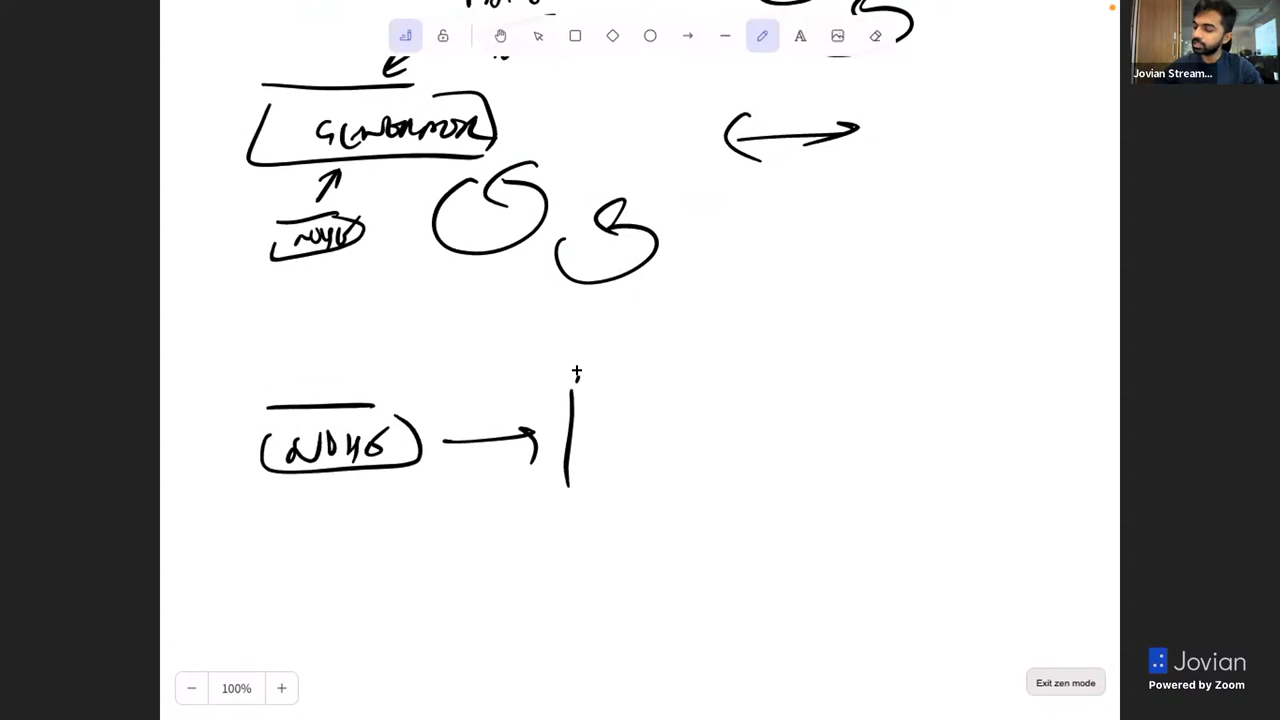 Jovian Stream...
GENERATOR
NOISE
NOISE
100%
Exit zen mode
Jovian
Powered by Zoom